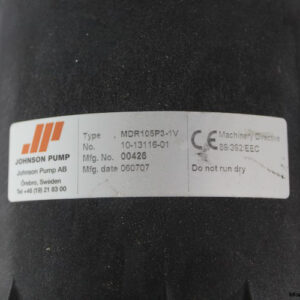 JOHNSON PUMP
Johnson Pump AB
Örebro, Sweden
Tel +46 (19) 21 83 00
Type . MDR105P3-1V
No. 10-13116-01
Mfg. No. 00426
Mfg. date 060707
CE Machinery Directive
89/392/EEC
Do not run dry